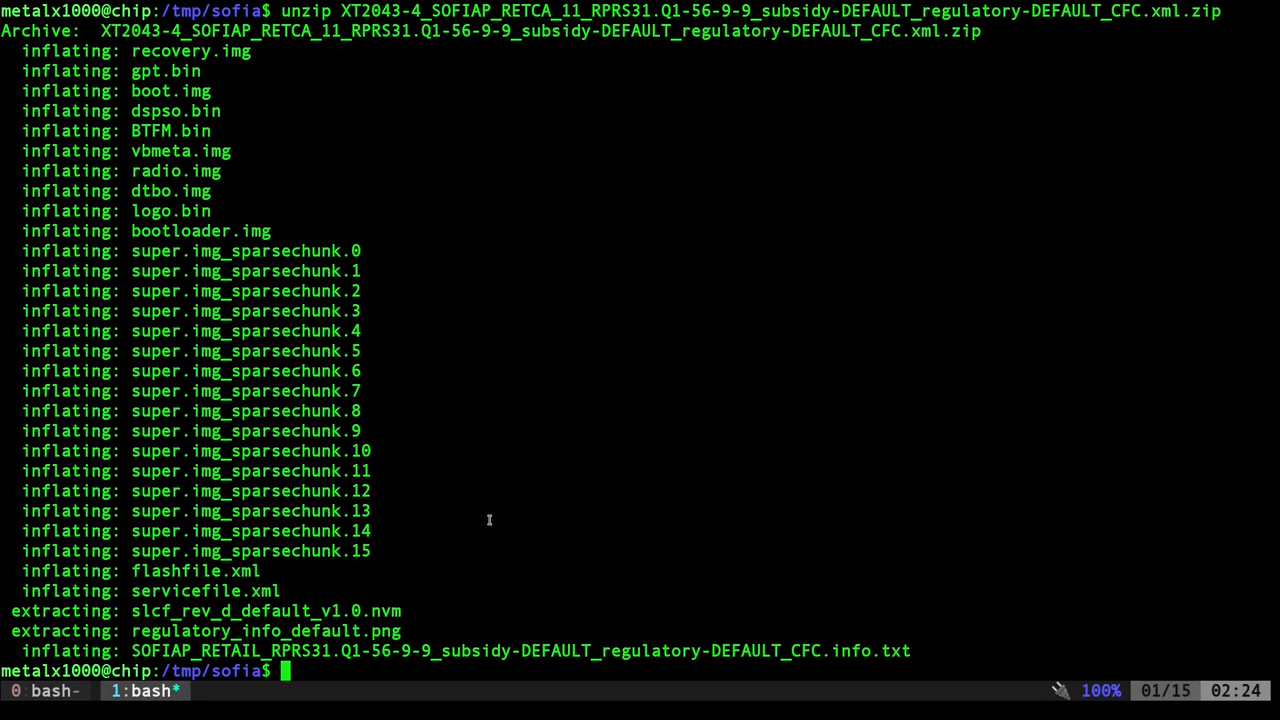 metalx1000@chip:/tmp/sofia$ unzip XT2043-4_SOFIAP_RETCA_11_RPRS31.Q1-56-9-9_subsidy-DEFAULT_regulatory-DEFAULT_CFC.xml.zip
Archive:  XT2043-4_SOFIAP_RETCA_11_RPRS31.Q1-56-9-9_subsidy-DEFAULT_regulatory-DEFAULT_CFC.xml.zip
  inflating: recovery.img
  inflating: gpt.bin
  inflating: boot.img
  inflating: dspso.bin
  inflating: BTFM.bin
  inflating: vbmeta.img
  inflating: radio.img
  inflating: dtbo.img
  inflating: logo.bin
  inflating: bootloader.img
  inflating: super.img_sparsechunk.0
  inflating: super.img_sparsechunk.1
  inflating: super.img_sparsechunk.2
  inflating: super.img_sparsechunk.3
  inflating: super.img_sparsechunk.4
  inflating: super.img_sparsechunk.5
  inflating: super.img_sparsechunk.6
  inflating: super.img_sparsechunk.7
  inflating: super.img_sparsechunk.8
  inflating: super.img_sparsechunk.9
  inflating: super.img_sparsechunk.10
  inflating: super.img_sparsechunk.11
  inflating: super.img_sparsechunk.12
  inflating: super.img_sparsechunk.13
  inflating: super.img_sparsechunk.14
  inflating: super.img_sparsechunk.15
  inflating: flashfile.xml
  inflating: servicefile.xml
 extracting: slcf_rev_d_default_v1.0.nvm
 extracting: regulatory_info_default.png
  inflating: SOFIAP_RETAIL_RPRS31.Q1-56-9-9_subsidy-DEFAULT_regulatory-DEFAULT_CFC.info.txt
metalx1000@chip:/tmp/sofia$
0 bash- 1:bash* 100% 01/15 02:24